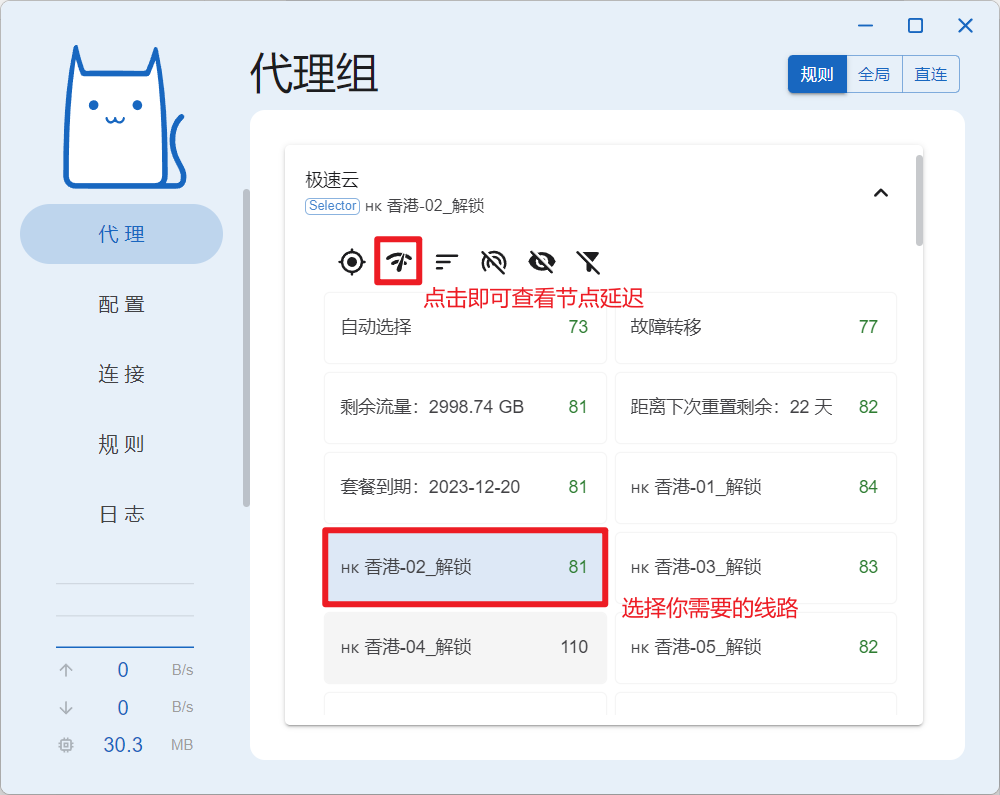 代理组
规则 全局 直连
代 理
配 置
连 接
规 则
日 志
0 B/s
0 B/s
30.3 MB
极速云
Selector HK 香港-02_解锁
点击即可查看节点延迟
自动选择 73
故障转移 77
剩余流量：2998.74 GB 81
距离下次重置剩余：22 天 82
套餐到期：2023-12-20 81
HK 香港-01_解锁 84
HK 香港-02_解锁 81
HK 香港-03_解锁 83
选择你需要的线路
HK 香港-04_解锁 110
HK 香港-05_解锁 82